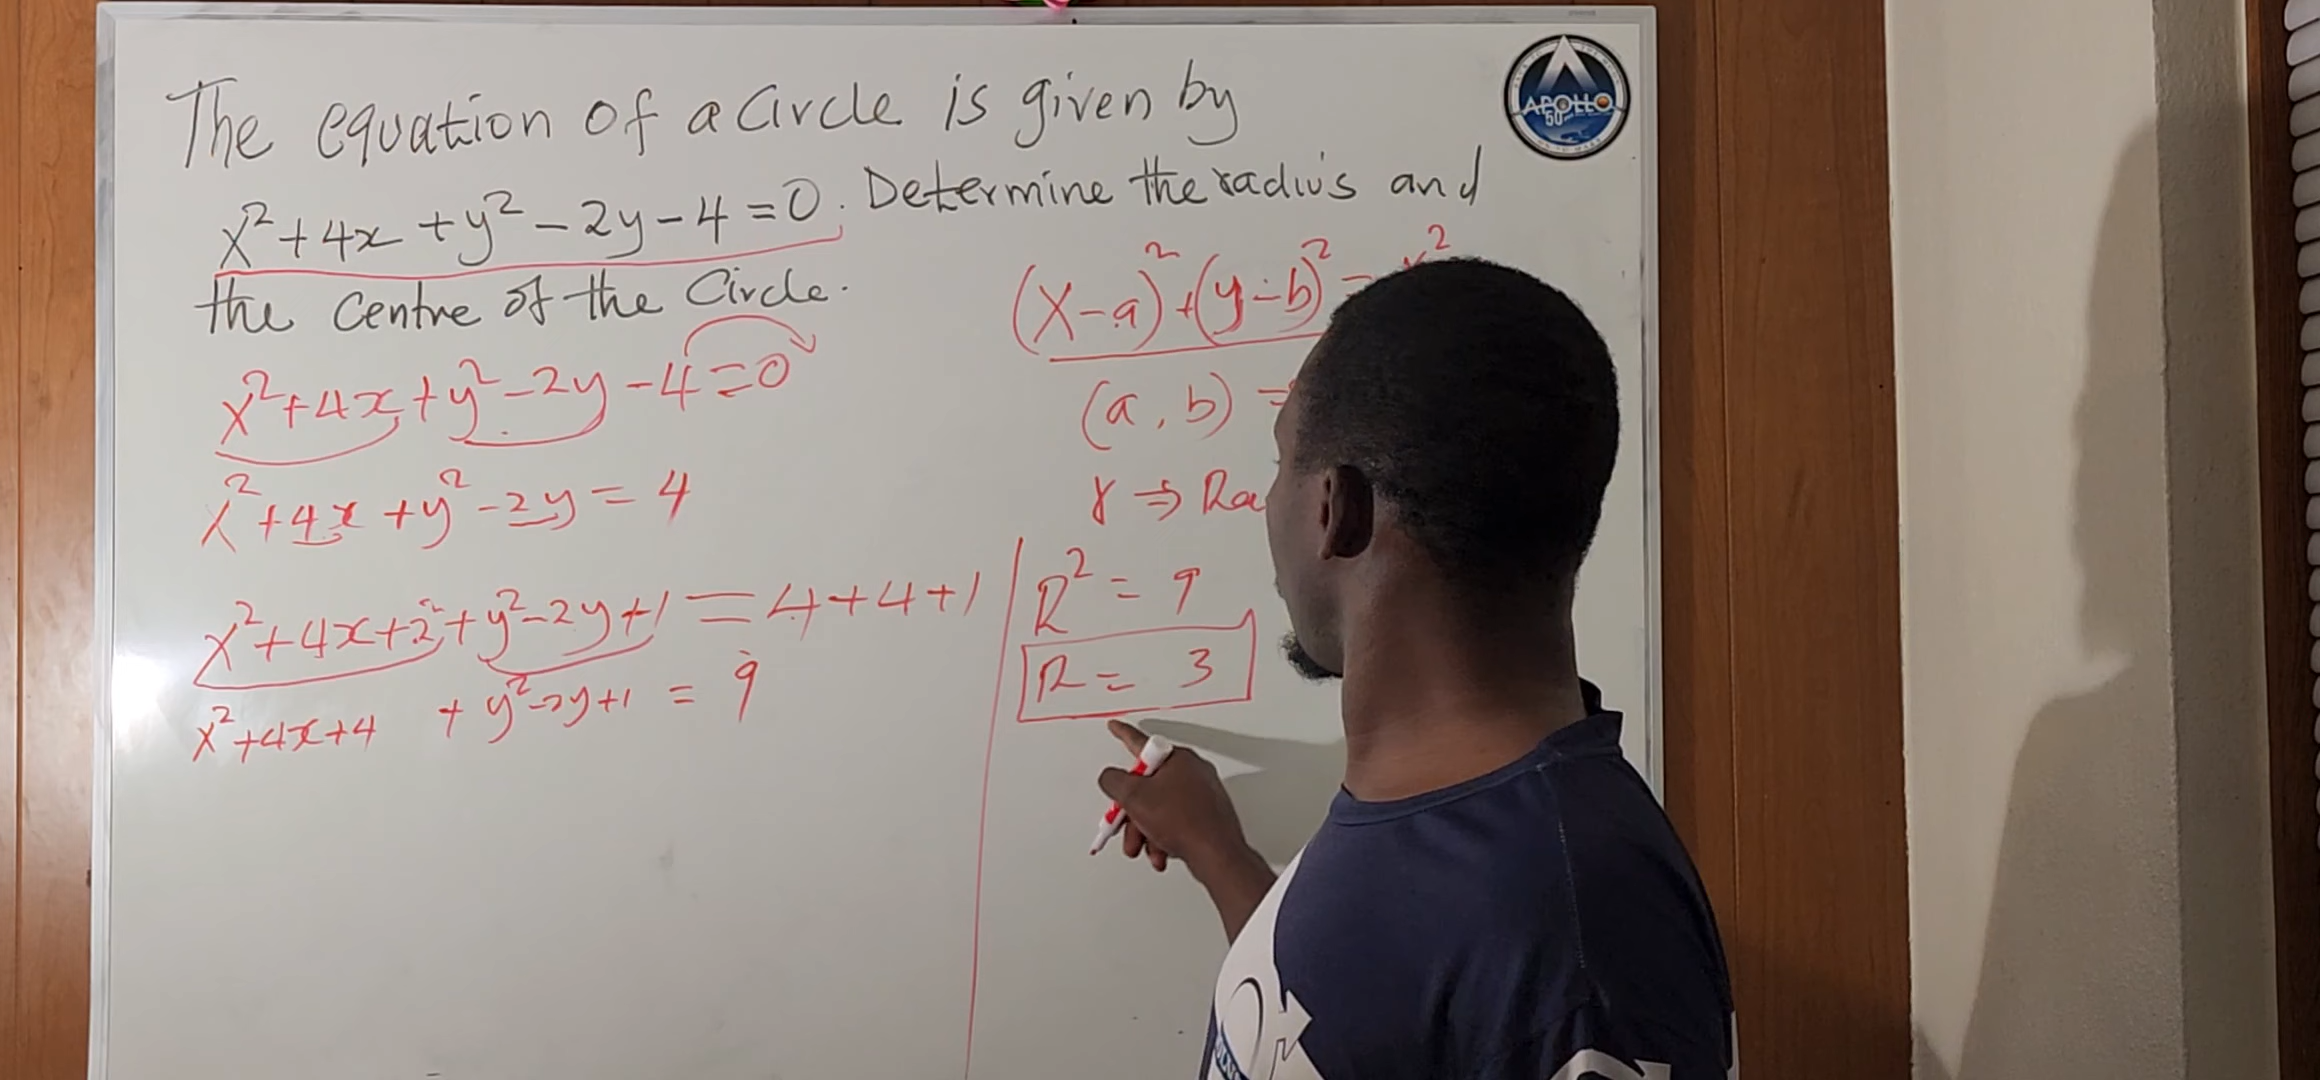 The equation of a Circle is given by
x² + 4x + y² - 2y - 4 = 0. Determine the radius and
the Centre of the Circle.
x² + 4x + y² - 2y - 4 = 0
x² + 4x + y² - 2y = 4
x² + 4x + 2² + y² - 2y + 1 = 4 + 4 + 1
x² + 4x + 4 + y² - 2y + 1 = 9
(x - a)² + (y - b)² = r²
(a, b) ⇒
r ⇒ Ra
R² = 9
R = 3
APOLLO
50